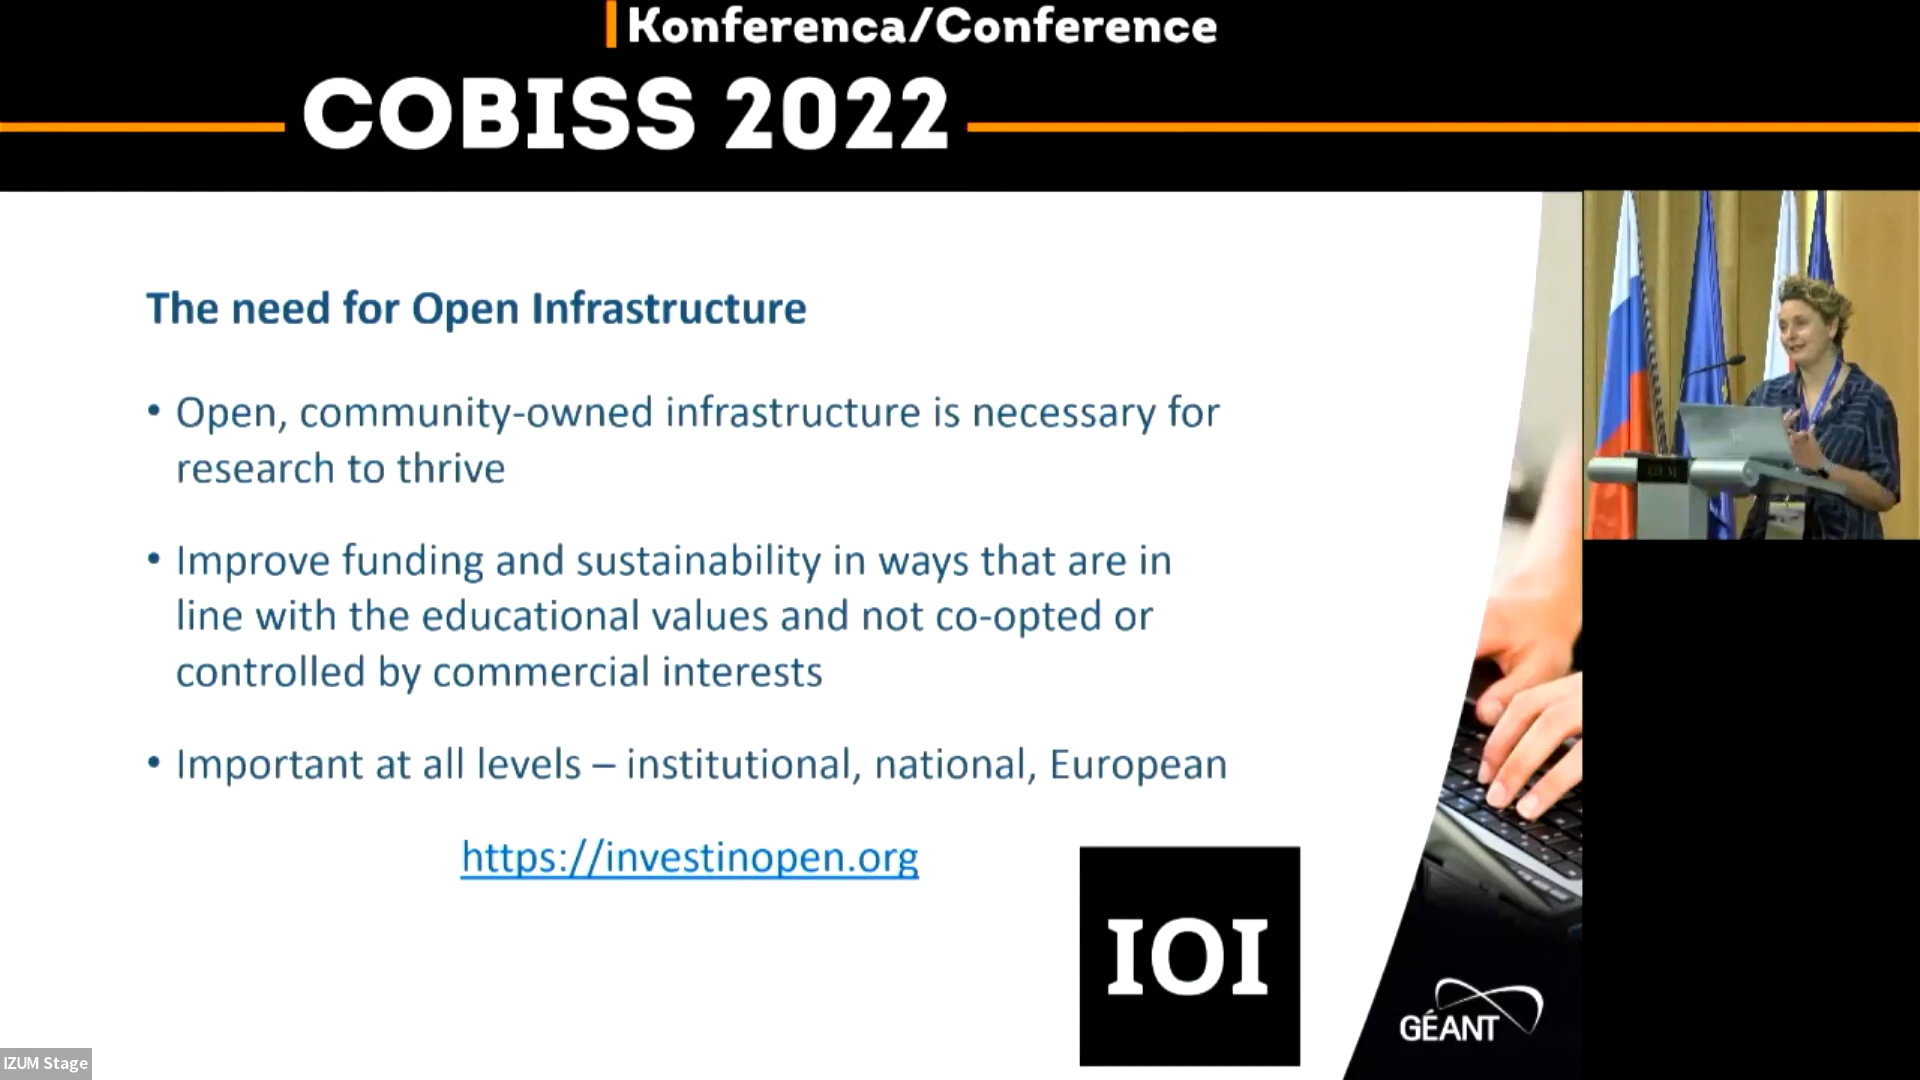 Konferenca/Conference
COBISS 2022
The need for Open Infrastructure
• Open, community-owned infrastructure is necessary for
research to thrive
• Improve funding and sustainability in ways that are in
line with the educational values and not co-opted or
controlled by commercial interests
• Important at all levels – institutional, national, European
https://investinopen.org
IOI
GÉANT
IZUM Stage